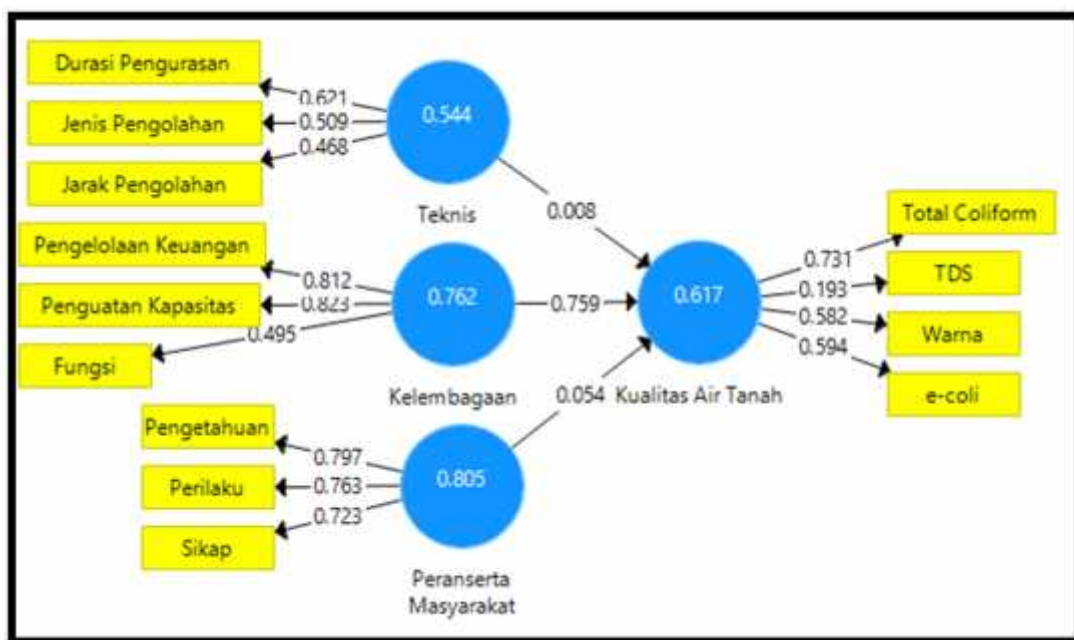 Durasi Pengurasan
0.621
Jenis Pengolahan
0.509
Jarak Pengolahan
0.468
0.544
Teknis
0.008
Pengelolaan Keuangan
0.812
Penguatan Kapasitas
0.823
Fungsi
0.495
0.762
Kelembagaan
0.759
Pengetahuan
0.797
Perilaku
0.763
Sikap
0.723
0.805
Peranserta
Masyarakat
0.054
0.617
Kualitas Air Tanah
Total Coliform
0.731
TDS
0.193
Warna
0.582
e-coli
0.594